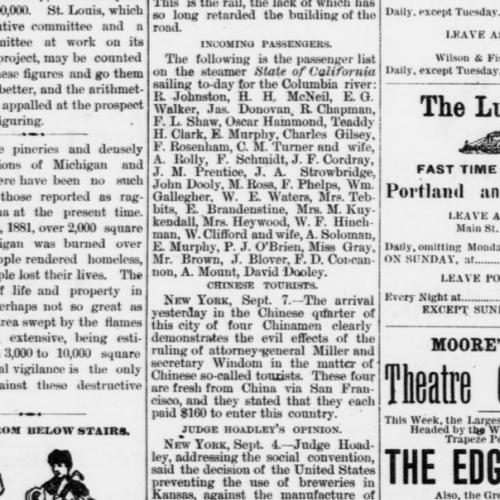 0,000. St. Louis, which
ative committee and a
mittee at work on its
project, may be counted
hese figures and go them
better, and the arithmet-
appalled at the prospect
iguring.
e pineries and densely
ions of Michigan and
ere have been no such
those reported as rag-
na at the present time.
, 1881, over 2,000 square
igan was burned over
ople rendered homeless,
ple lost their lives. The
f life and property in
erhaps not so great as
area swept by the flames
extensive, being esti-
3,000 to 10,000 square
al vigilance is the only
ainst these destructive
OM BELOW STAIRS.
This is the rail, the lack of which has
so long retarded the building of the
road.
INCOMING PASSENGERS.
The following is the passenger list
on the steamer State of California
sailing to-day for the Columbia river:
R. Johnston, H. H. McNeil, E. G.
Walker, Jas. Donovan, R. Chapman,
F. L. Shaw, Oscar Hammond, Teaddy
H. Clark, E. Murphy, Charles Gilsey,
F. Rosenham, C. M. Turner and wife,
A. Rolly, F. Schmidt, J. F. Cordray,
J. M. Prentice, J. A. Strowbridge,
John Dooly, M. Ross, F. Phelps, Wm.
Gallegher, W. E. Waters, Mrs. Teb-
bits, E. Brandenstine, Mrs. M. Kuy-
kendall, Mrs. Heywood, W. F. Hinch-
man, W. Clifford and wife, A. Soloman,
E. Murphy, P. J. O'Brien, Miss Gray,
Mr. Brown, J. Blover, F. D. Concan-
non, A. Mount, David Dooley.
CHINESE TOURISTS.
NEW YORK, Sept. 7.—The arrival
yesterday in the Chinese quarter of
this city of four Chinamen clearly
demonstrates the evil effects of the
ruling of attorney-general Miller and
secretary Windom in the matter of
Chinese so-called tourists. These four
are fresh from China via San Fran-
cisco, and they stated that they each
paid $160 to enter this country.
JUDGE HOADLEY'S OPINION.
NEW YORK, Sept. 4.—Judge Hoad-
ley, addressing the social convention,
said the decision of the United States
preventing the use of breweries in
Kansas, against the manufacture of
Daily, except Tuesday
LEAVE A
Wilson & Fis
Daily, except Tuesday
The Lu
FAST TIME
Portland an
LEAVE A
Main St.
Daily, omitting Monda
ON SUNDAY, at
LEAVE PO
Every Night at
EXCEPT SUN
MOORE'
Theatre
This Week, the Larges
Headed by the W
Trapeze P
THE EDG
Also, the Gr